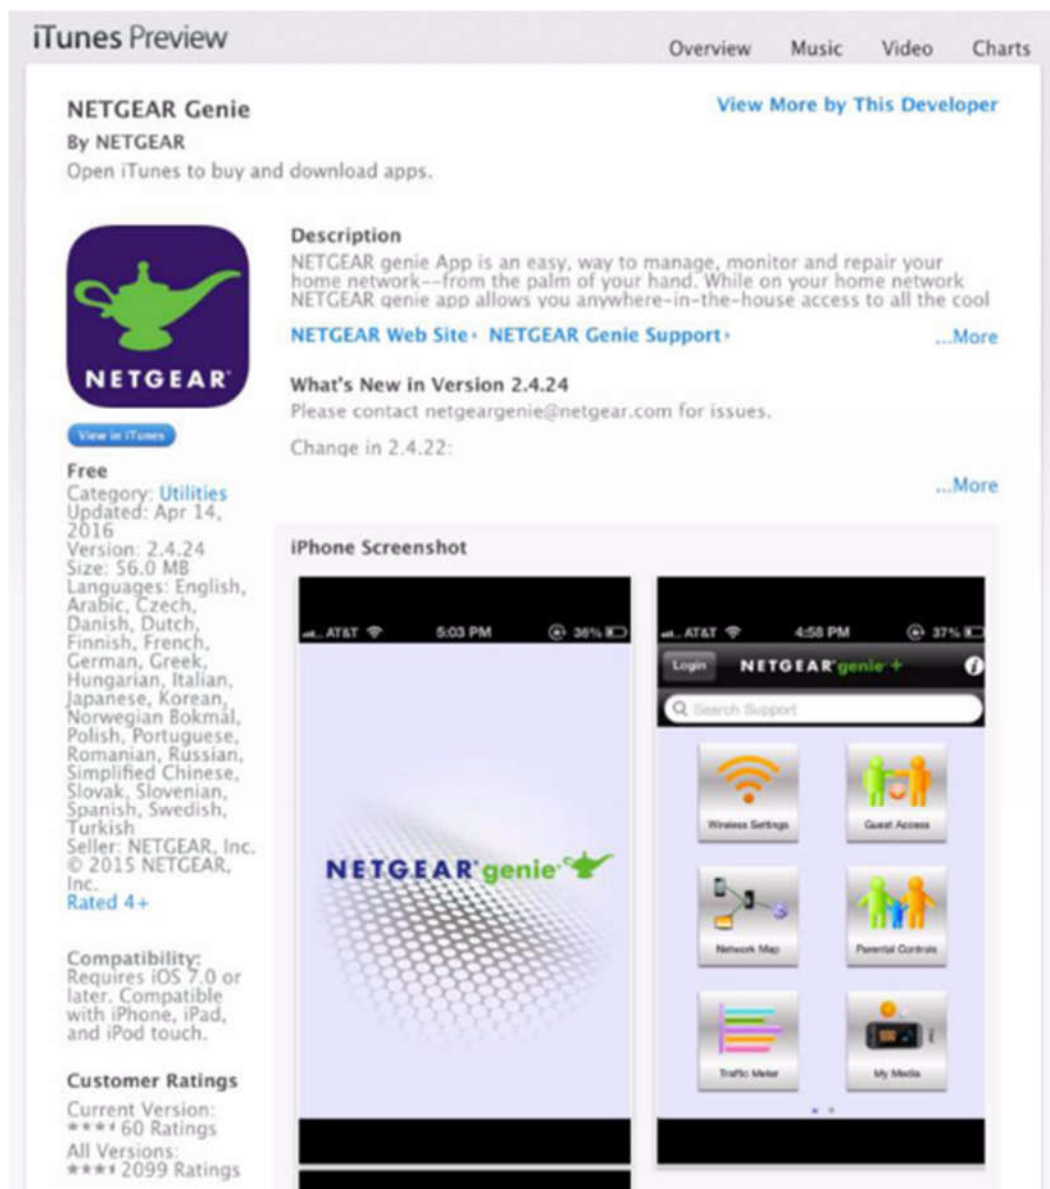 iTunes Preview
Overview Music Video Charts
NETGEAR Genie
View More by This Developer
By NETGEAR
Open iTunes to buy and download apps.
NETGEAR®
View in iTunes
Free
Category: Utilities
Updated: Apr 14,
2016
Version: 2.4.24
Size: 56.0 MB
Languages: English,
Arabic, Czech,
Danish, Dutch,
Finnish, French,
German, Greek,
Hungarian, Italian,
Japanese, Korean,
Norwegian Bokmål,
Polish, Portuguese,
Romanian, Russian,
Simplified Chinese,
Slovak, Slovenian,
Spanish, Swedish,
Turkish
Seller: NETGEAR, Inc.
© 2015 NETGEAR,
Inc.
Rated 4+
Compatibility:
Requires iOS 7.0 or
later. Compatible
with iPhone, iPad,
and iPod touch.
Customer Ratings
Current Version:
60 Ratings
All Versions:
2099 Ratings
Description
NETGEAR genie App is an easy, way to manage, monitor and repair your
home network--from the palm of your hand. While on your home network
NETGEAR genie app allows you anywhere-in-the-house access to all the cool
NETGEAR Web Site NETGEAR Genie Support
...More
What's New in Version 2.4.24
Please contact netgeargenie@netgear.com for issues.
Change in 2.4.22:
...More
iPhone Screenshot
AT&T 5:03 PM 36%
NETGEAR® genie®
AT&T 4:58 PM 37%
Login NETGEAR® genie + i
Search Support
Wireless Settings Guest Access
Network Map Parental Controls
Traffic Meter My Media